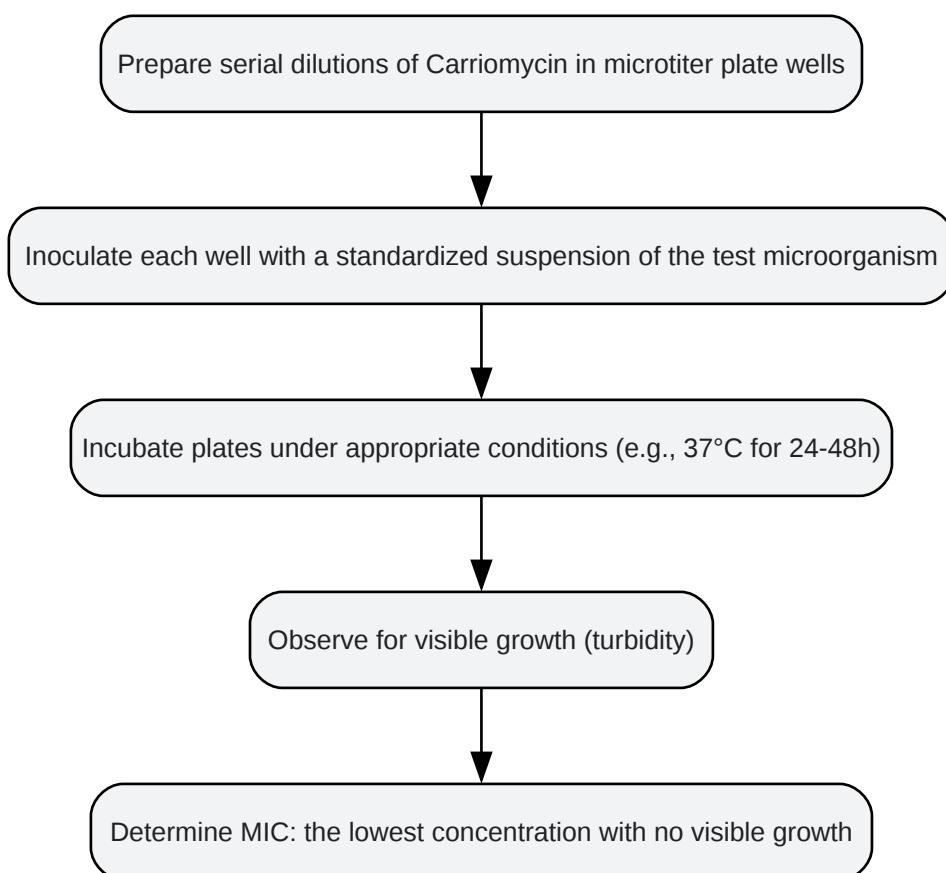 Prepare serial dilutions of Carriomycin in microtiter plate wells
Inoculate each well with a standardized suspension of the test microorganism
Incubate plates under appropriate conditions (e.g., 37°C for 24-48h)
Observe for visible growth (turbidity)
Determine MIC: the lowest concentration with no visible growth